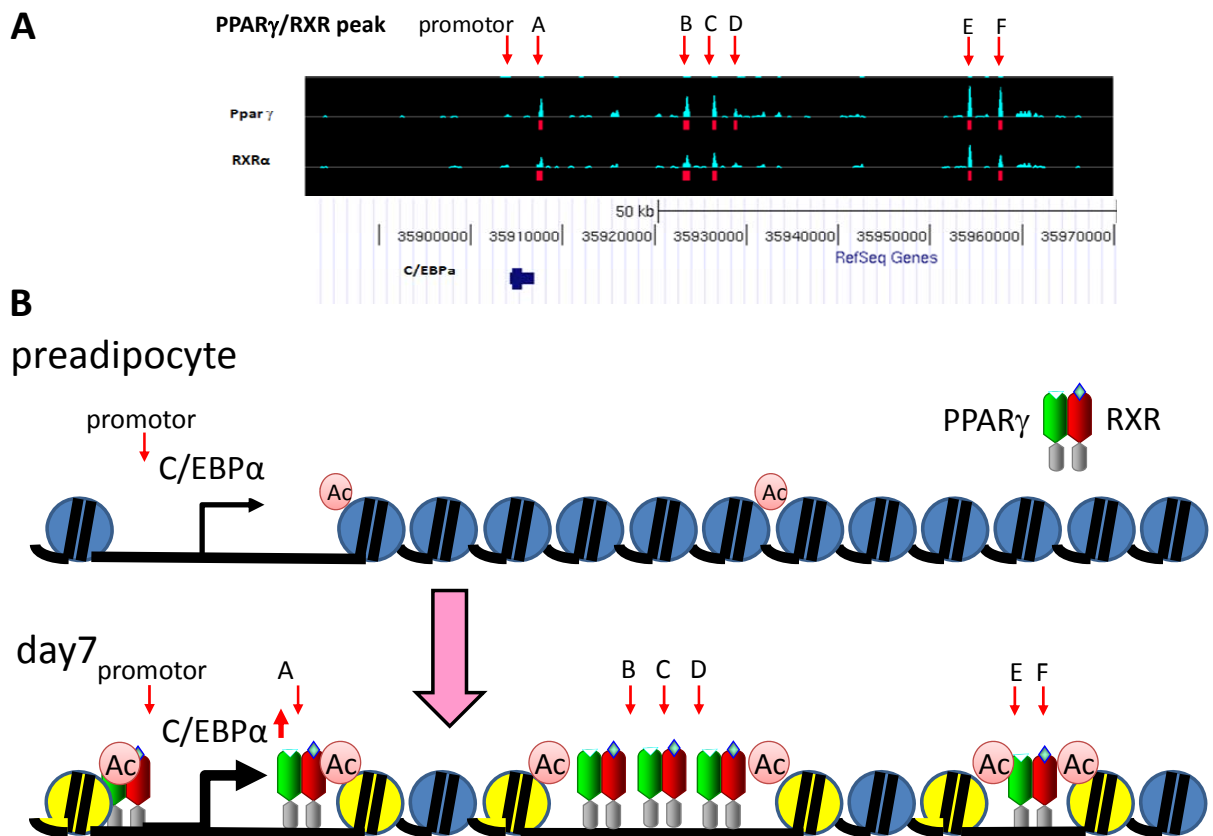 A
PPARγ/RXR peak promotor A B C D E F
Ppar γ
RXRα
50 kb
35900000 35910000 35920000 35930000 35940000 35950000 35960000 35970000
RefSeq Genes
C/EBPa
B
preadipocyte
promotor
C/EBPα
PPARγ RXR
Ac Ac
day7
promotor A B C D E F
C/EBPα
Ac Ac Ac Ac Ac Ac